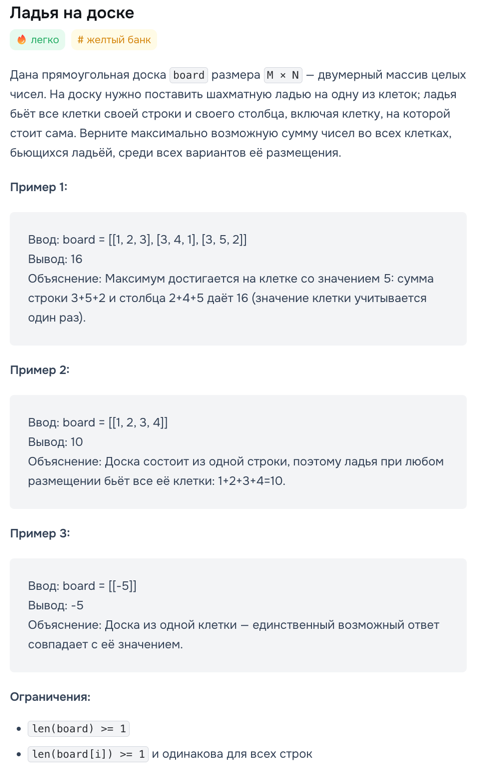 Ладья на доске
🔥 легко # желтый банк
Дана прямоугольная доска board размера M × N — двумерный массив целых
чисел. На доску нужно поставить шахматную ладью на одну из клеток; ладья
бьёт все клетки своей строки и своего столбца, включая клетку, на которой
стоит сама. Верните максимально возможную сумму чисел во всех клетках,
бьющихся ладьёй, среди всех вариантов её размещения.
Пример 1:
Ввод: board = [[1, 2, 3], [3, 4, 1], [3, 5, 2]]
Вывод: 16
Объяснение: Максимум достигается на клетке со значением 5: сумма
строки 3+5+2 и столбца 2+4+5 даёт 16 (значение клетки учитывается
один раз).
Пример 2:
Ввод: board = [[1, 2, 3, 4]]
Вывод: 10
Объяснение: Доска состоит из одной строки, поэтому ладья при любом
размещении бьёт все её клетки: 1+2+3+4=10.
Пример 3:
Ввод: board = [[-5]]
Вывод: -5
Объяснение: Доска из одной клетки — единственный возможный ответ
совпадает с её значением.
Ограничения:
• len(board) >= 1
• len(board[i]) >= 1 и одинакова для всех строк